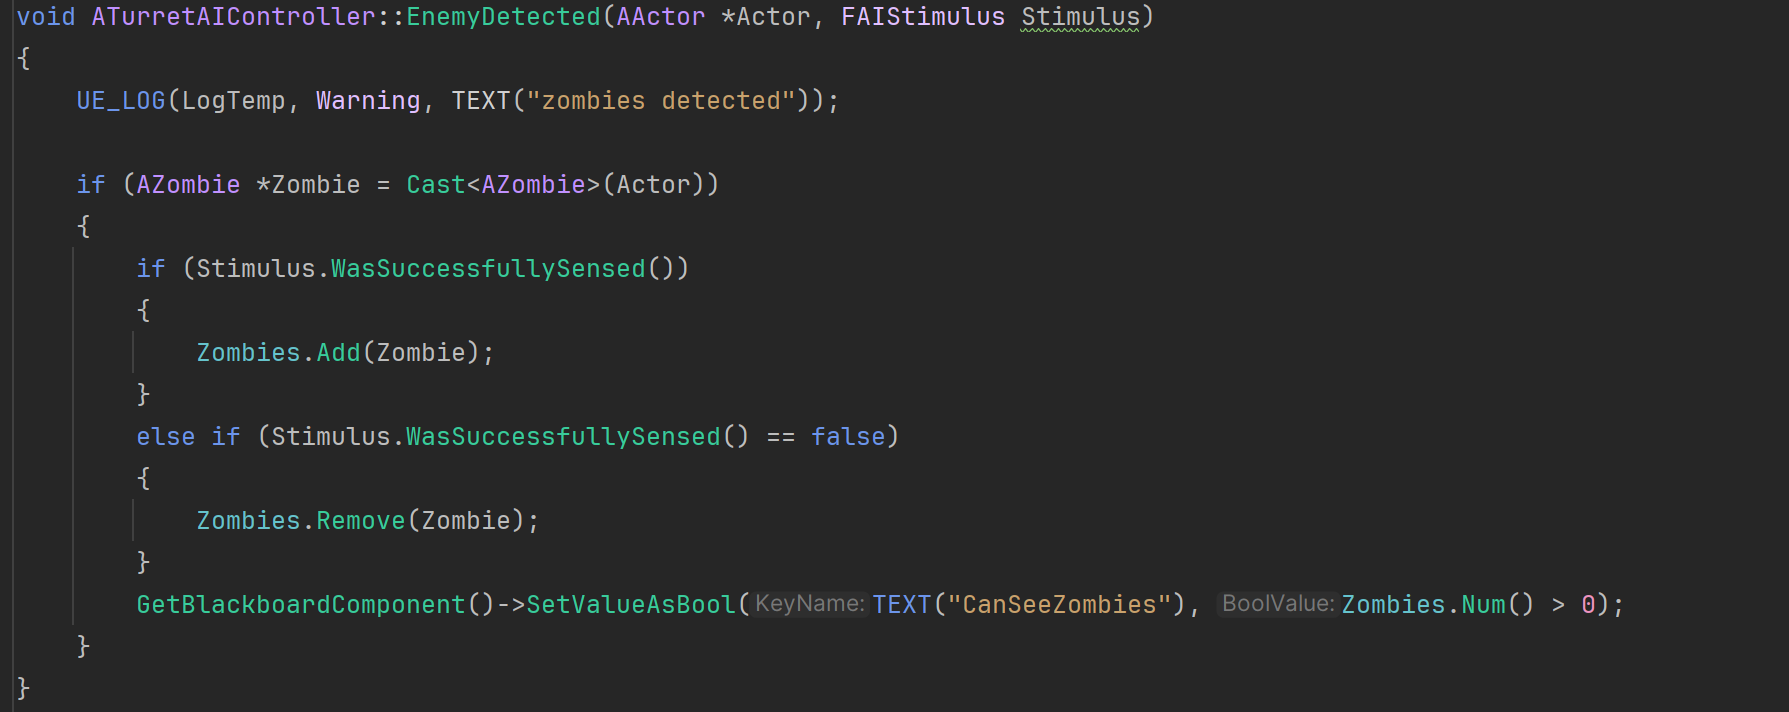 void ATurretAIController::EnemyDetected(AActor *Actor, FAIStimulus Stimulus)
{
    UE_LOG(LogTemp, Warning, TEXT("zombies detected"));

    if (AZombie *Zombie = Cast<AZombie>(Actor))
    {
        if (Stimulus.WasSuccessfullySensed())
        {
            Zombies.Add(Zombie);
        }
        else if (Stimulus.WasSuccessfullySensed() == false)
        {
            Zombies.Remove(Zombie);
        }
        GetBlackboardComponent()->SetValueAsBool(KeyName:TEXT("CanSeeZombies"), BoolValue:Zombies.Num() > 0);
    }
}